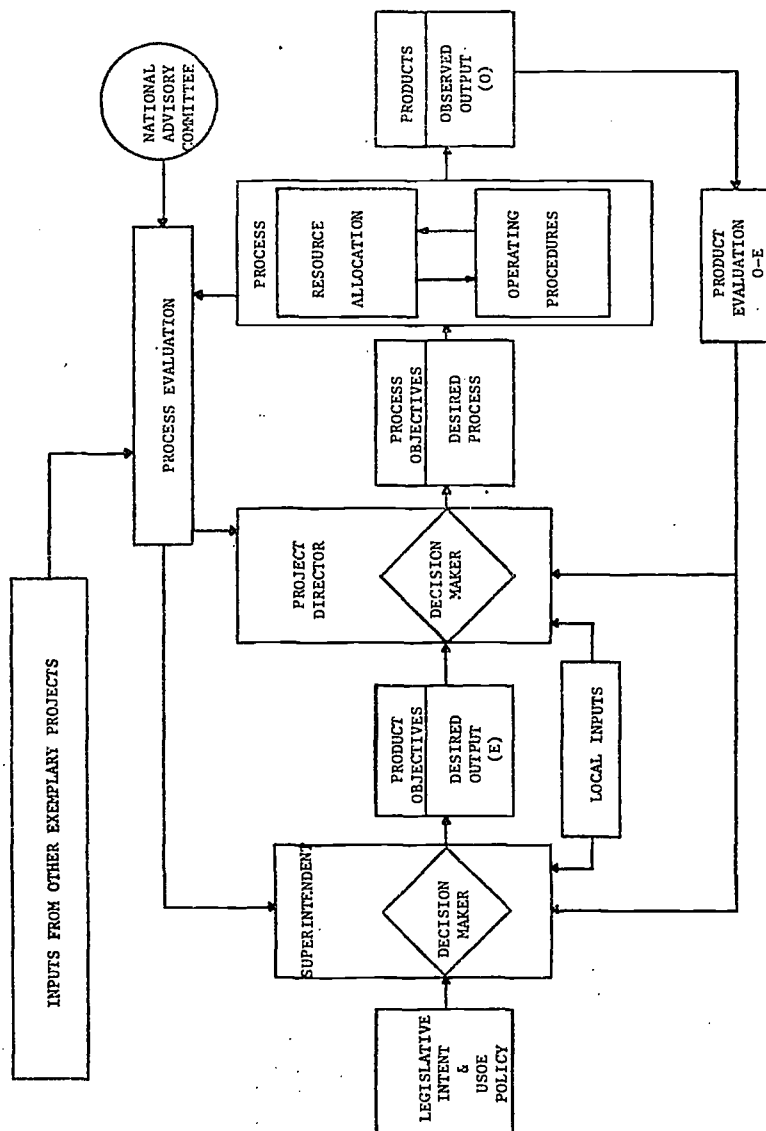 INPUTS FROM OTHER EXEMPLARY PROJECTS
NATIONAL
ADVISORY
COMMITTEE
PROCESS EVALUATION
LEGISLATIVE
INTENT
&
USOE
POLICY
SUPERINTENDENT
DECISION
MAKER
PRODUCT
OBJECTIVES
DESIRED
OUTPUT
(E)
PROJECT
DIRECTOR
DECISION
MAKER
PROCESS
OBJECTIVES
DESIRED
PROCESS
PROCESS
RESOURCE
ALLOCATION
OPERATING
PROCEDURES
PRODUCTS
OBSERVED
OUTPUT
(O)
LOCAL INPUTS
PRODUCT
EVALUATION
O-E